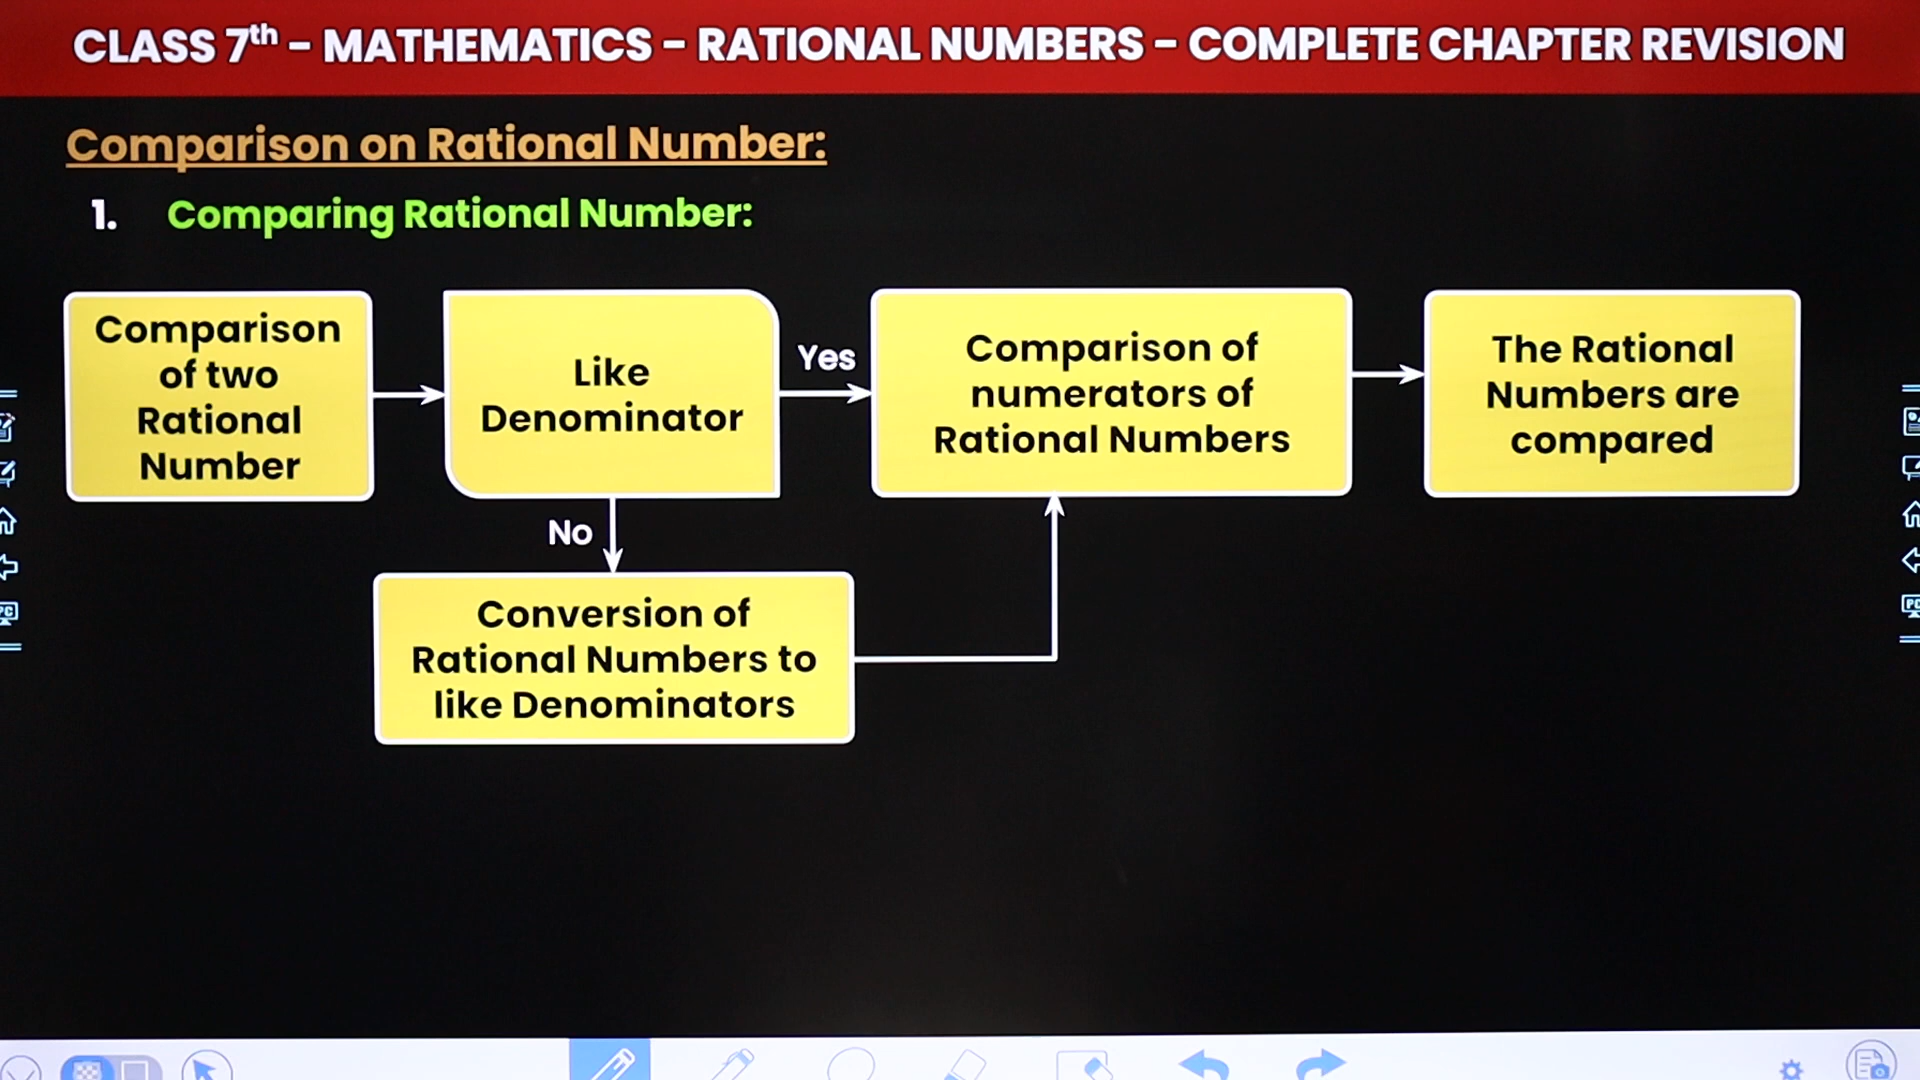 CLASS 7th - MATHEMATICS - RATIONAL NUMBERS - COMPLETE CHAPTER REVISION
Comparison on Rational Number:
1. Comparing Rational Number:
Comparison
of two
Rational
Number
Like
Denominator
Yes
Comparison of
numerators of
Rational Numbers
The Rational
Numbers are
compared
No
Conversion of
Rational Numbers to
like Denominators